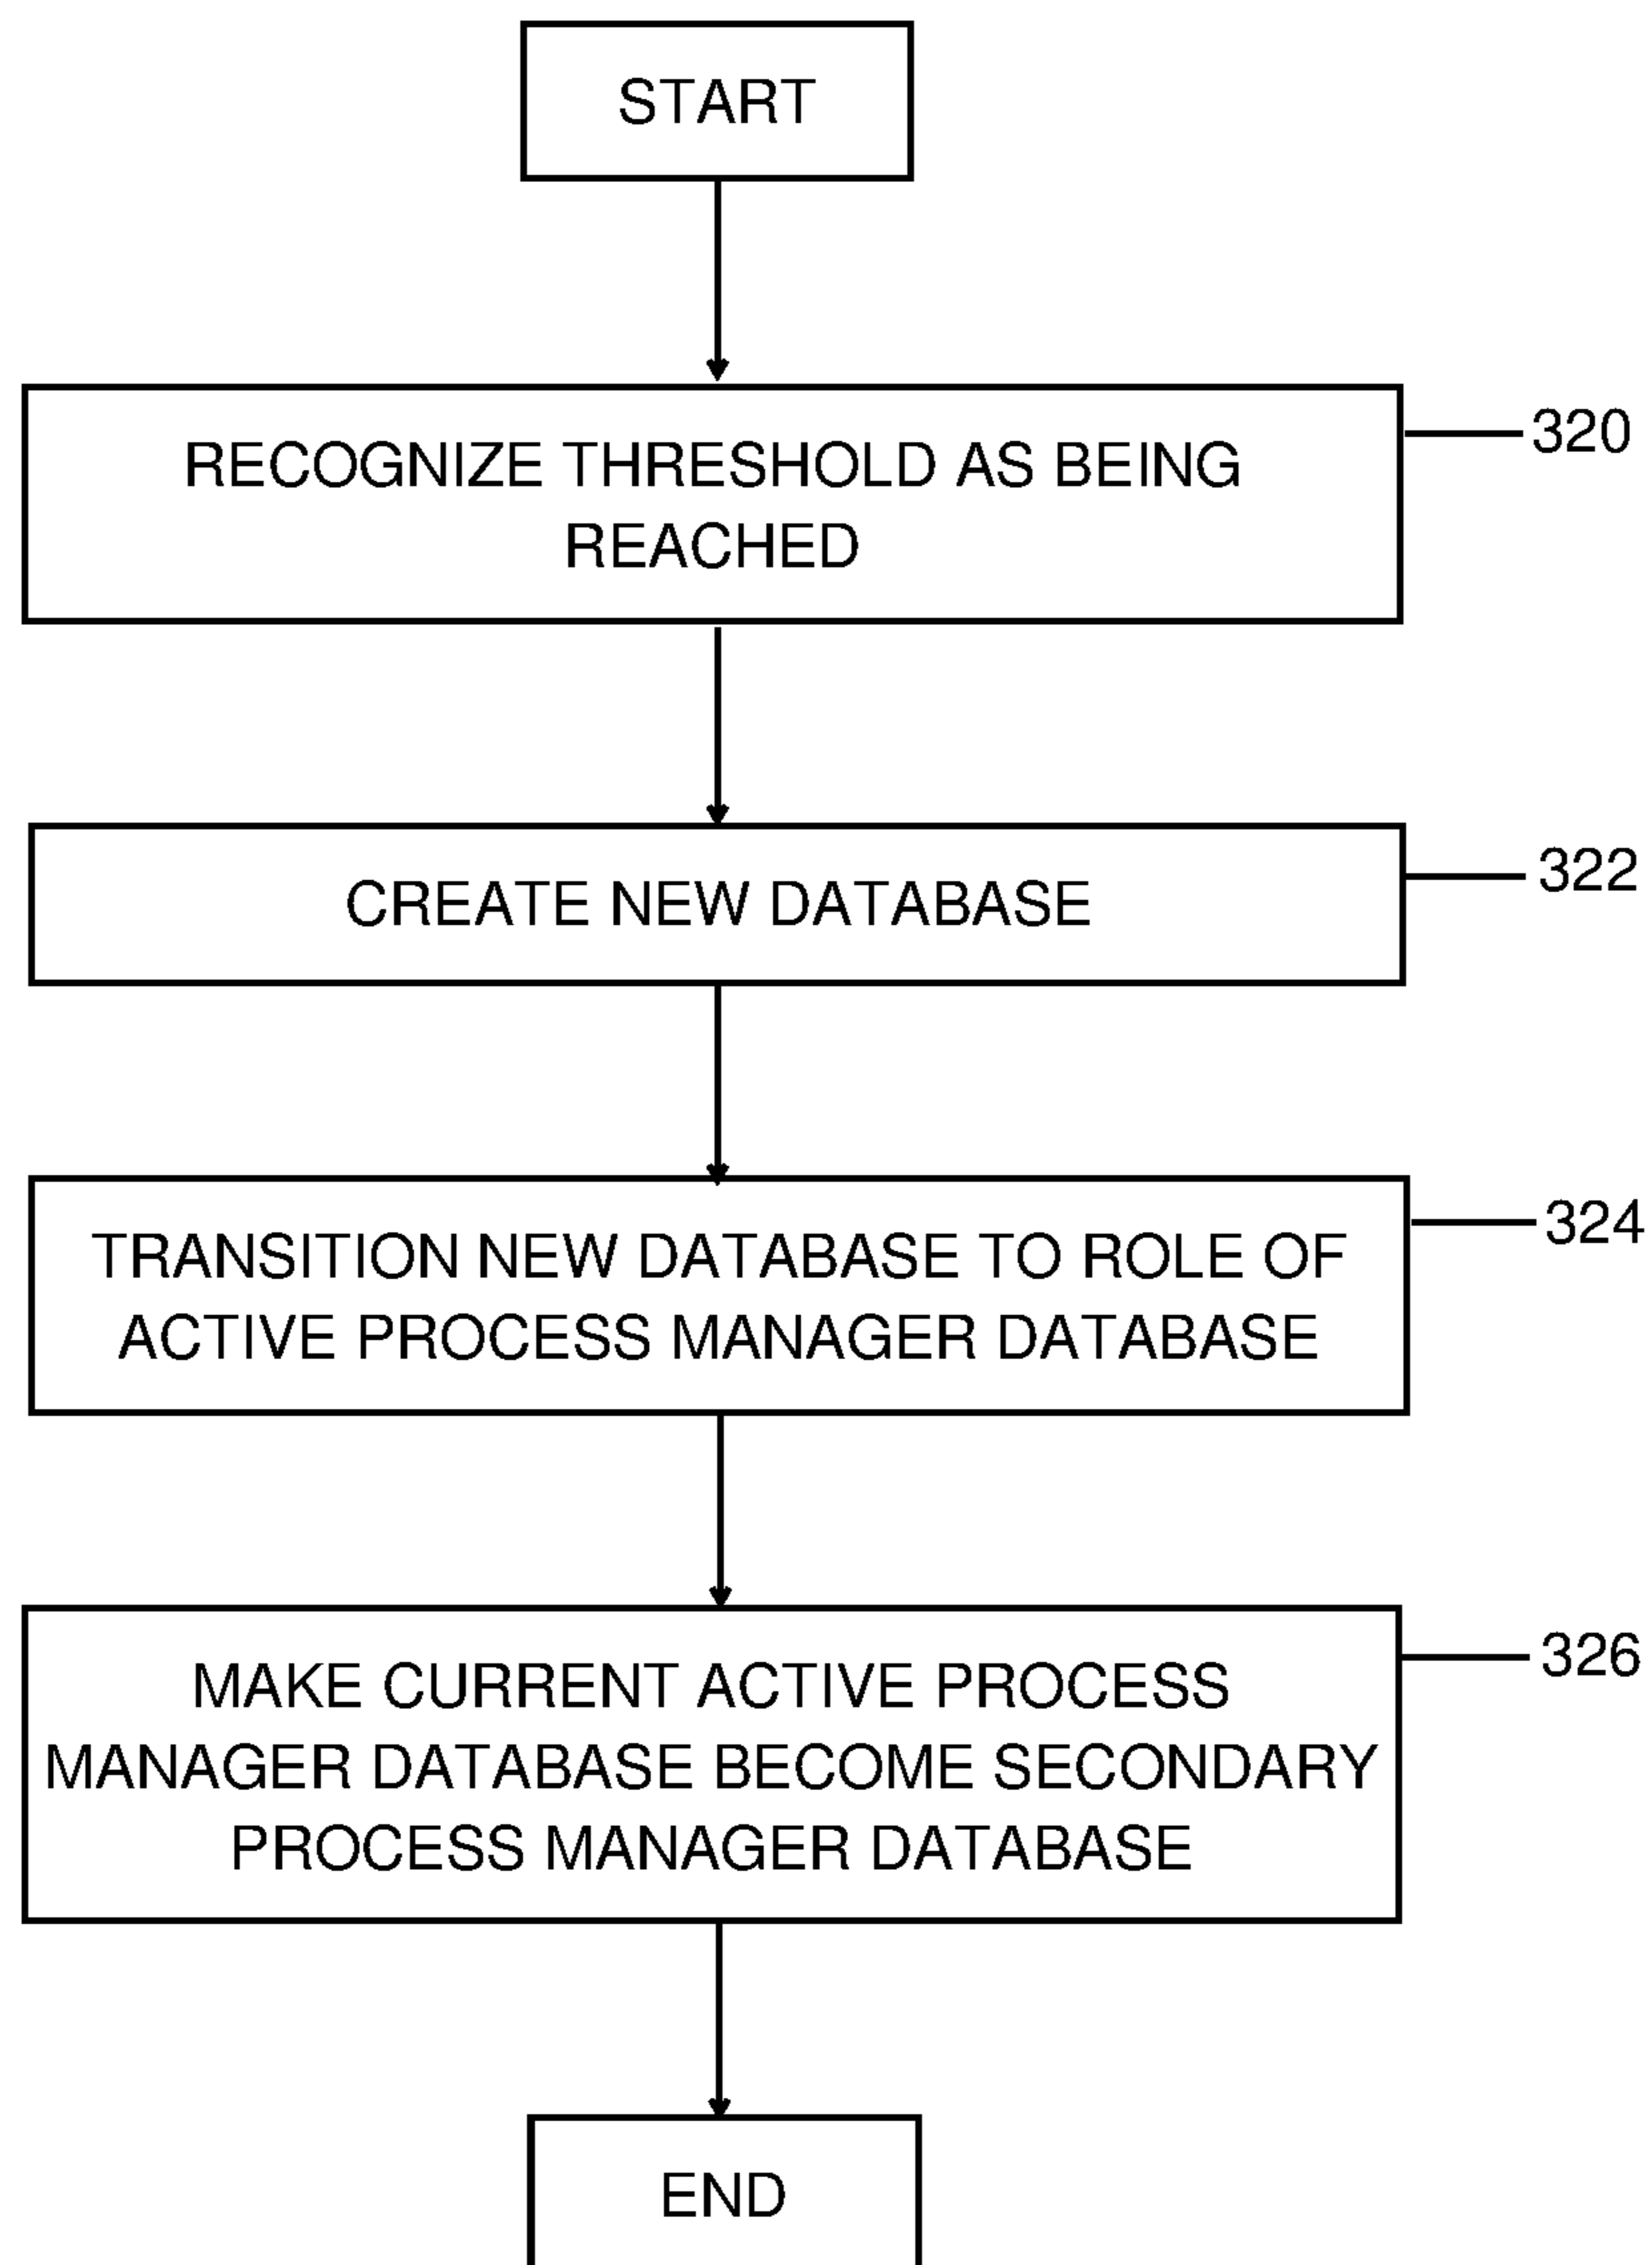 START
RECOGNIZE THRESHOLD AS BEING
REACHED
320
CREATE NEW DATABASE
322
TRANSITION NEW DATABASE TO ROLE OF
ACTIVE PROCESS MANAGER DATABASE
324
MAKE CURRENT ACTIVE PROCESS
MANAGER DATABASE BECOME SECONDARY
PROCESS MANAGER DATABASE
326
END